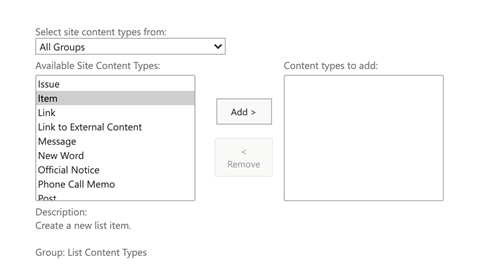 Select site content types from:
All Groups
Available Site Content Types:
Content types to add:
Issue
Item
Link
Link to External Content
Message
New Word
Official Notice
Phone Call Memo
Post
Add >
<
Remove
Description:
Create a new list item.
Group: List Content Types